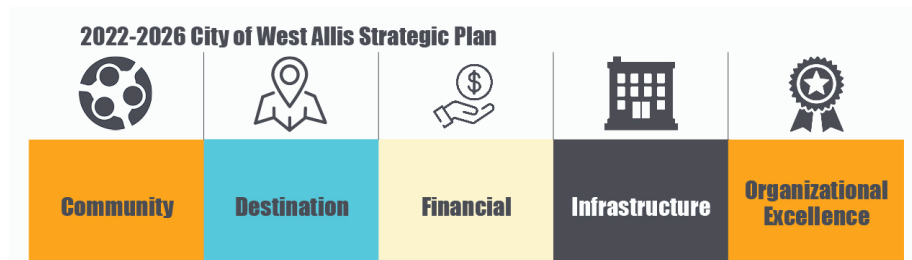 2022-2026 City of West Allis Strategic Plan
$
Community
Destination
Financial
Infrastructure
Organizational
Excellence